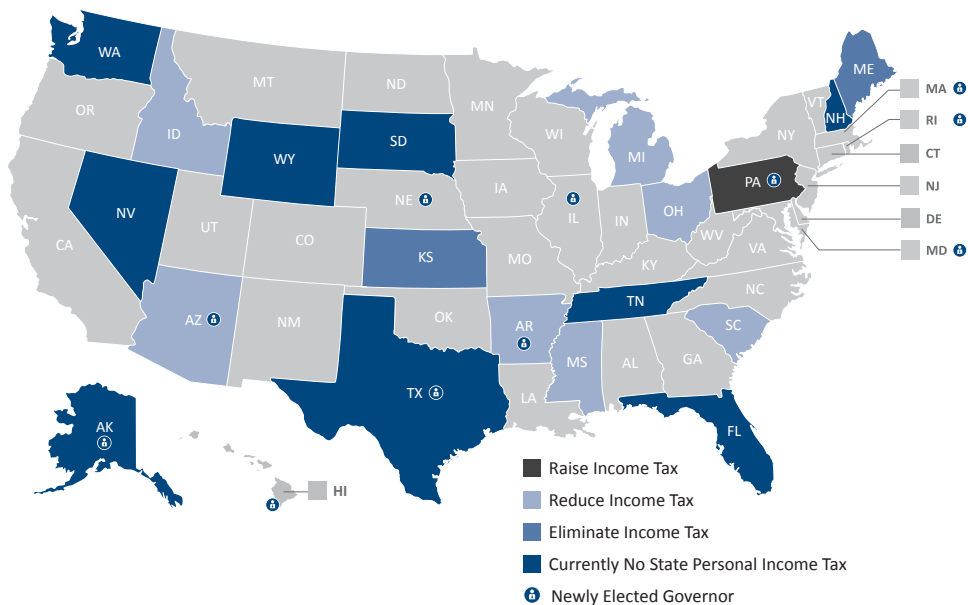 WA
MT
ND
MN
ME
OR
ID
WY
SD
WI
MI
NY
VT
NH
MA
RI
CT
NJ
DE
MD
NV
UT
CO
NE
IA
IL
IN
OH
PA
WV
VA
CA
KS
MO
KY
NC
AZ
NM
OK
AR
TN
SC
MS
AL
GA
TX
LA
FL
AK
HI
Raise Income Tax
Reduce Income Tax
Eliminate Income Tax
Currently No State Personal Income Tax
Newly Elected Governor